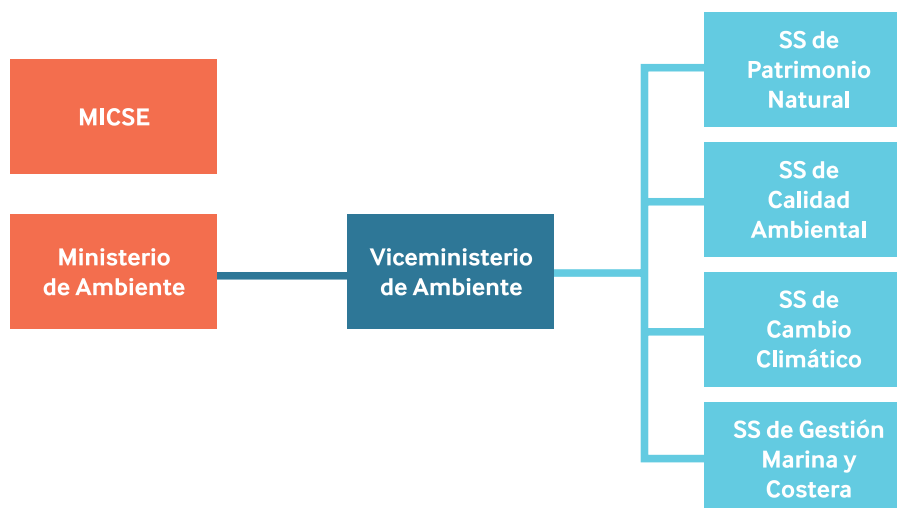 MICSE
Ministerio
de Ambiente
Viceministerio
de Ambiente
SS de
Patrimonio
Natural
SS de
Calidad
Ambiental
SS de
Cambio
Climático
SS de Gestión
Marina y
Costera